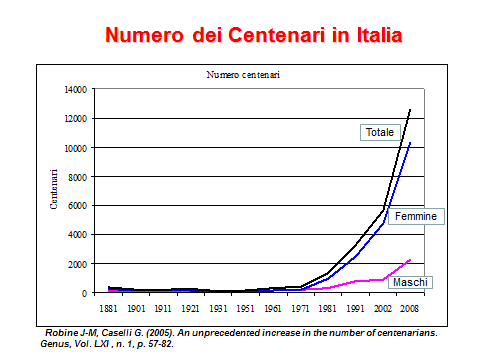 Numero dei Centenari in Italia
Numero centenari
14000
12000
10000
8000
6000
4000
2000
0
Centenari
Totale
Femmine
Maschi
1881 1901 1911 1921 1931 1951 1961 1971 1981 1991 2002 2008
Robine J-M, Caselli G. (2005). An unprecedented increase in the number of centenarians.
Genus, Vol. LXI , n. 1, p. 57-82.